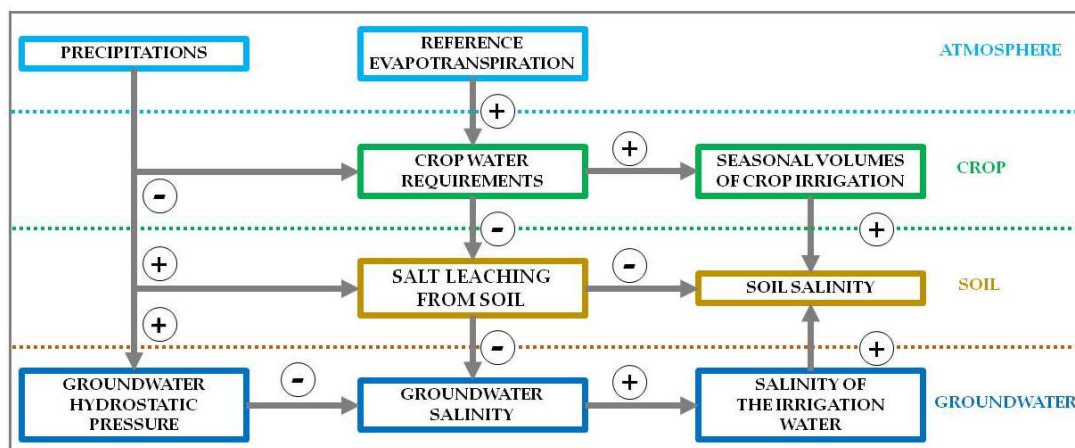 PRECIPITATIONS
REFERENCE
EVAPOTRANSPIRATION
ATMOSPHERE
+
CROP WATER
REQUIREMENTS
+
SEASONAL VOLUMES
OF CROP IRRIGATION
CROP
-
-
+
+
SALT LEACHING
FROM SOIL
-
SOIL SALINITY
SOIL
+
-
+
GROUNDWATER
HYDROSTATIC
PRESSURE
-
GROUNDWATER
SALINITY
+
SALINITY OF
THE IRRIGATION
WATER
GROUNDWATER